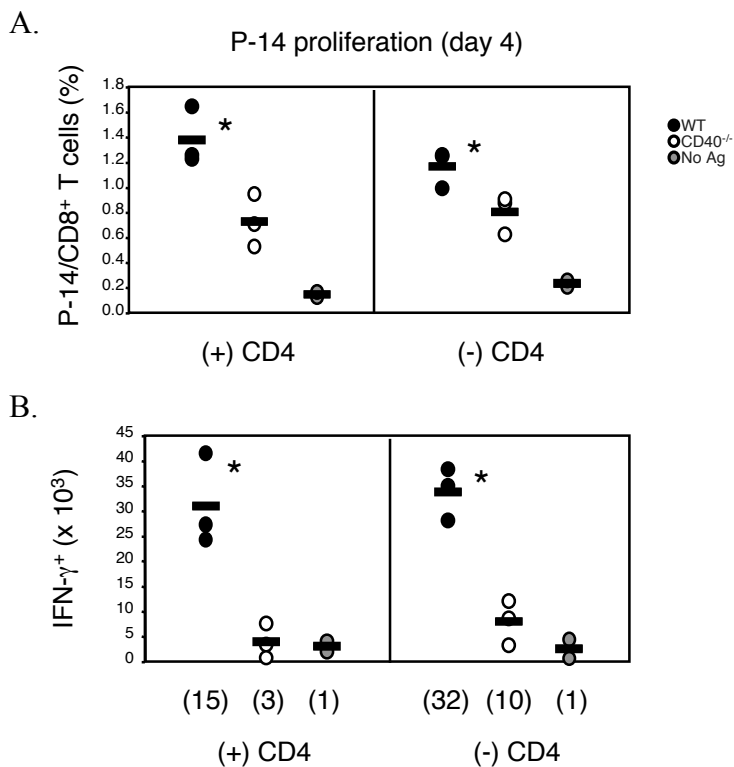 A.
P-14 proliferation (day 4)
P-14/CD8⁺ T cells (%)
1.8
1.6
1.4
1.2
1.0
0.8
0.6
0.4
0.2
0.0
*
*
WT
CD40⁻/⁻
No Ag
(+) CD4
(-) CD4
B.
IFN-γ⁺ (x 10³)
45
40
35
30
25
20
15
10
5
0
*
*
(15) (3) (1) (32) (10) (1)
(+) CD4
(-) CD4